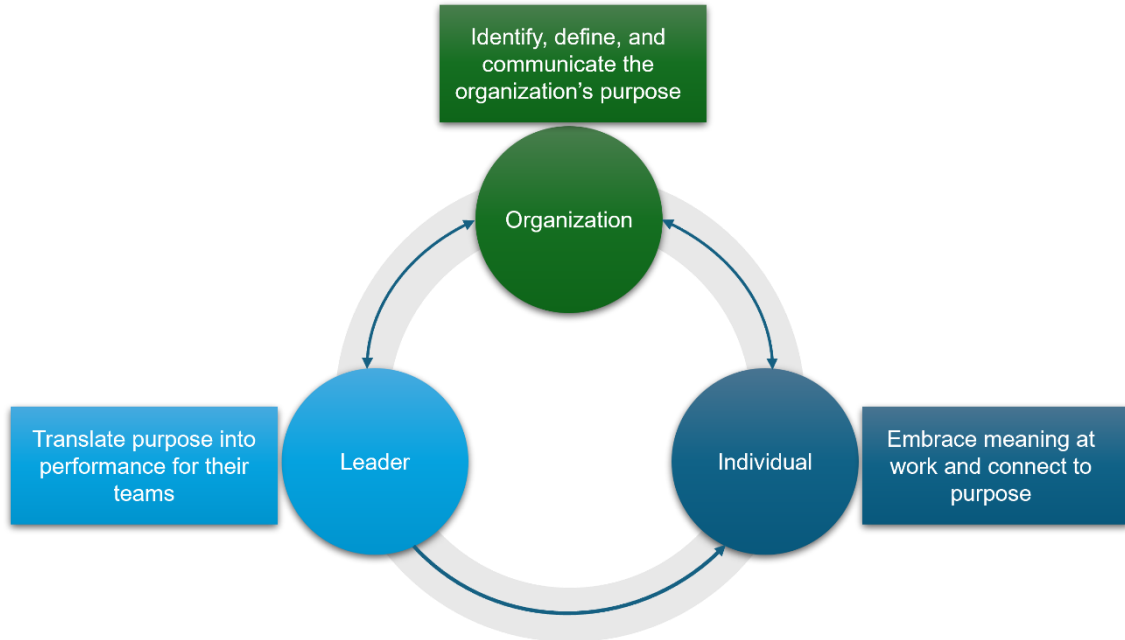 Identify, define, and
communicate the
organization’s purpose
Organization
Translate purpose into
performance for their
teams
Leader
Individual
Embrace meaning at
work and connect to
purpose